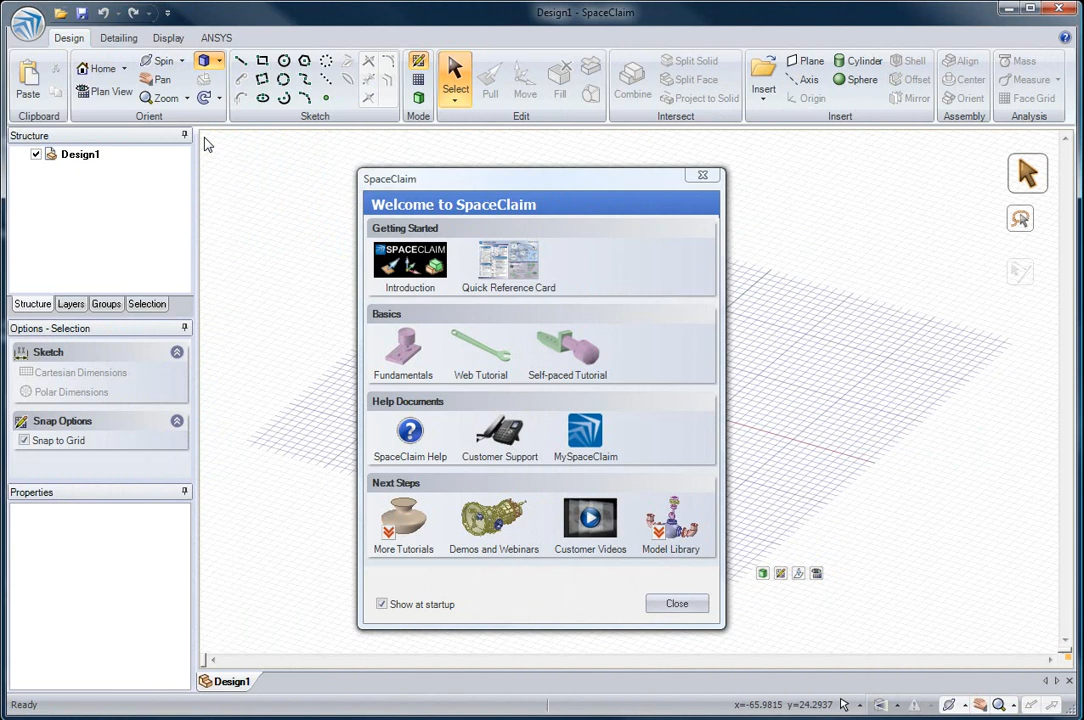 Design1 - SpaceClaim
Design Detailing Display ANSYS
Paste
Clipboard
Home Spin
Plan View Pan
Zoom
Orient
Sketch
Mode
Select Pull Move Fill
Edit
Combine Split Solid
Split Face
Project to Solid
Intersect
Insert Plane Cylinder Shell
Axis Sphere Offset
Origin Mirror
Insert
Align
Center
Orient
Assembly
Mass
Measure
Face Grid
Analysis
Structure
Design1
Structure Layers Groups Selection
Options - Selection
Sketch
Cartesian Dimensions
Polar Dimensions
Snap Options
Snap to Grid
Properties
SpaceClaim
Welcome to SpaceClaim
Getting Started
SPACECLAIM
Introduction Quick Reference Card
Basics
Fundamentals Web Tutorial Self-paced Tutorial
Help Documents
SpaceClaim Help Customer Support MySpaceClaim
Next Steps
More Tutorials Demos and Webinars Customer Videos Model Library
Show at startup Close
Design1
Ready x=-65.9815 y=24.2937